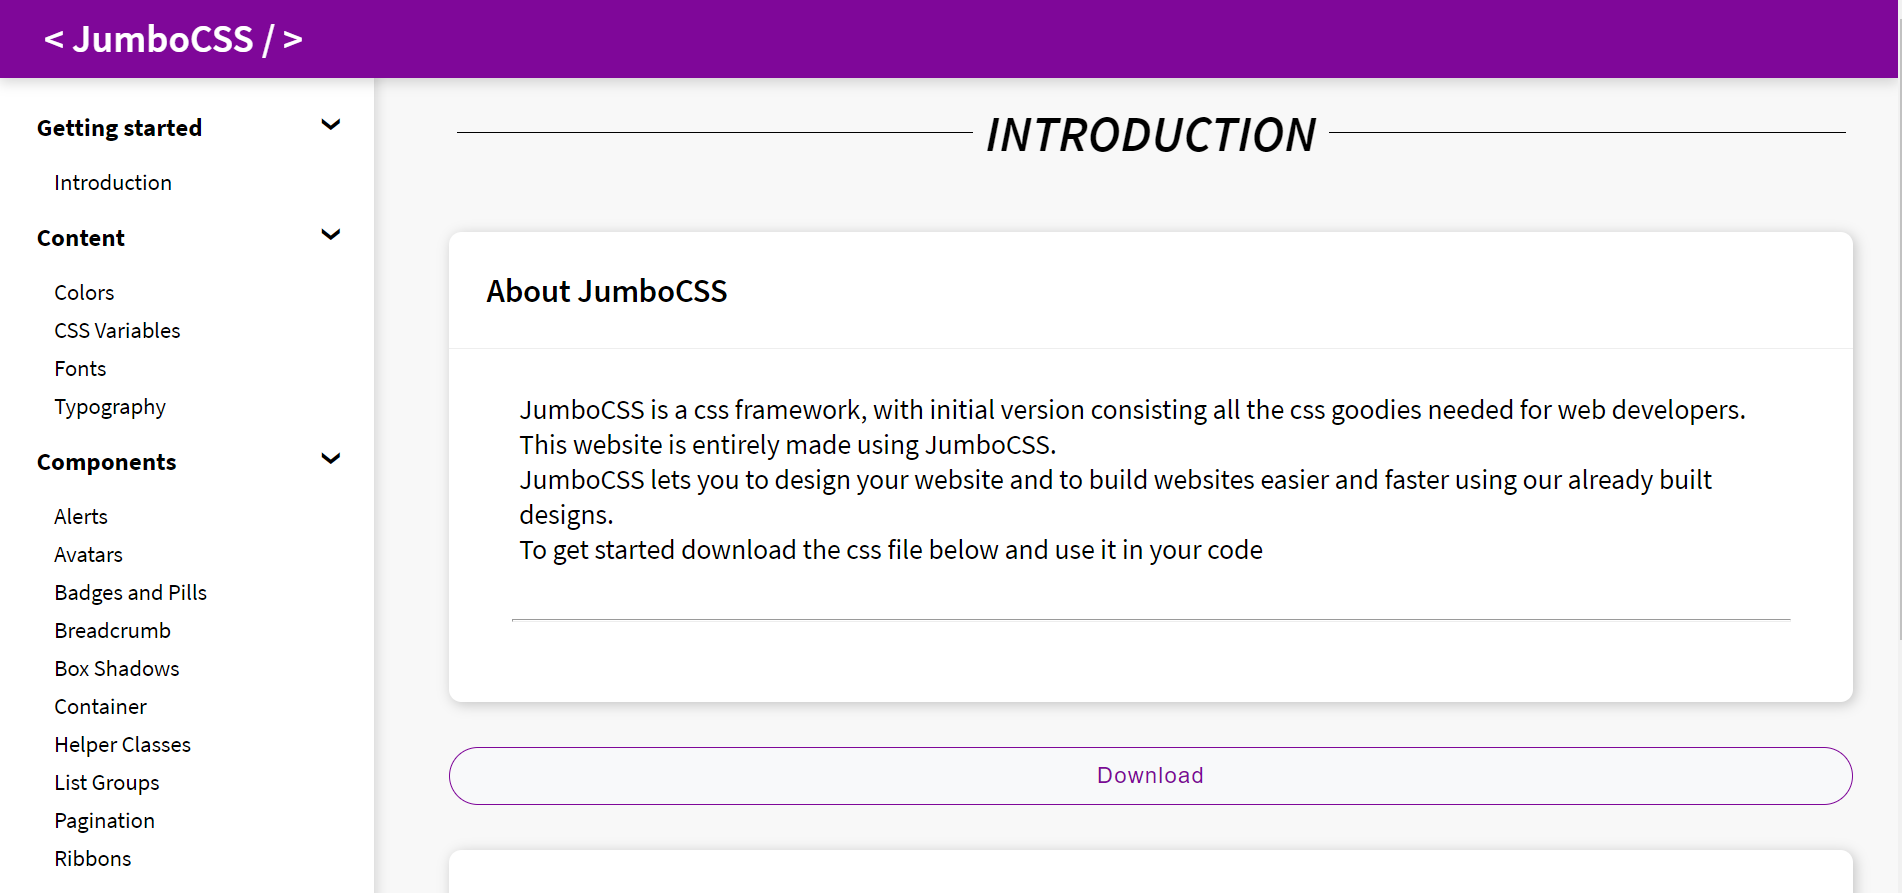 < JumboCSS / >
Getting started
Introduction
Content
Colors
CSS Variables
Fonts
Typography
Components
Alerts
Avatars
Badges and Pills
Breadcrumb
Box Shadows
Container
Helper Classes
List Groups
Pagination
Ribbons
INTRODUCTION
About JumboCSS
JumboCSS is a css framework, with initial version consisting all the css goodies needed for web developers.
This website is entirely made using JumboCSS.
JumboCSS lets you to design your website and to build websites easier and faster using our already built
designs.
To get started download the css file below and use it in your code
Download